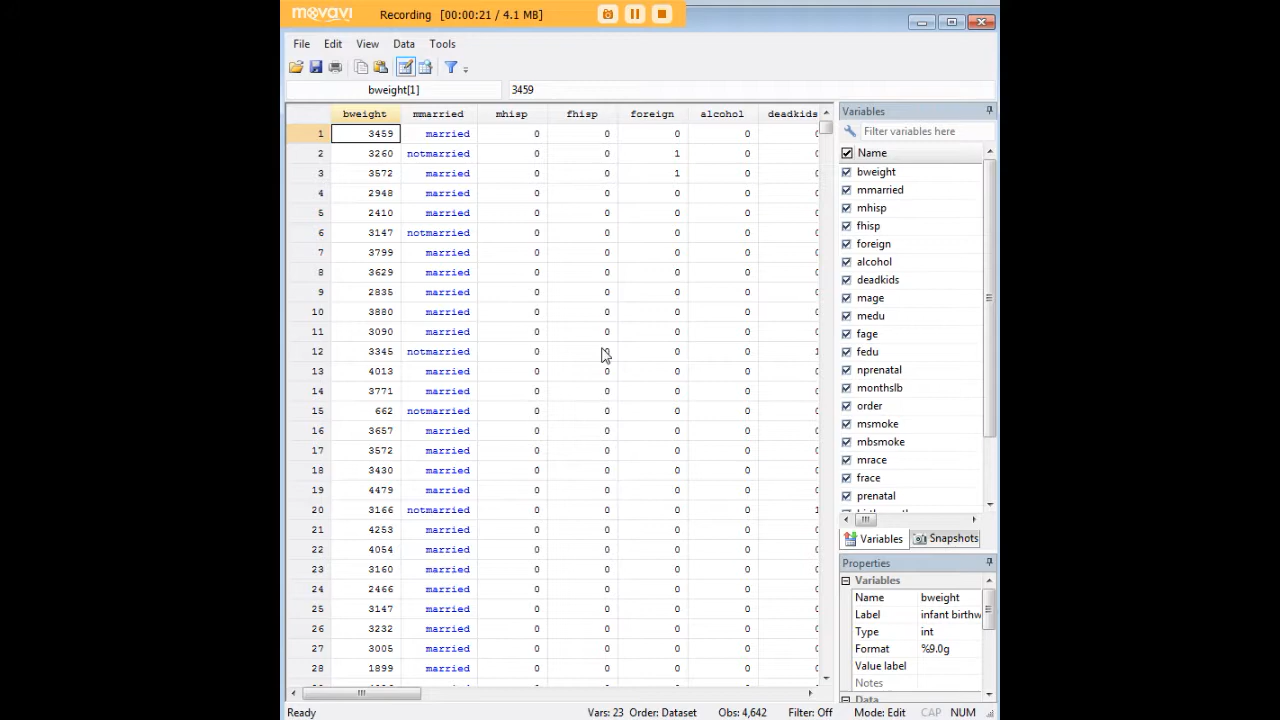 movavi Recording [00:00:21 / 4.1 MB]
File Edit View Data Tools
bweight[1] 3459
bweight mmarried mhisp fhisp foreign alcohol deadkids
1 3459 married 0 0 0 0
2 3260 notmarried 0 0 1 0
3 3572 married 0 0 1 0
4 2948 married 0 0 0 0
5 2410 married 0 0 0 0
6 3147 notmarried 0 0 0 0
7 3799 married 0 0 0 0
8 3629 married 0 0 0 0
9 2835 married 0 0 0 0
10 3880 married 0 0 0 0
11 3090 married 0 0 0 0
12 3345 notmarried 0 0 0 0 1
13 4013 married 0 0 0 0
14 3771 married 0 0 0 0
15 662 notmarried 0 0 0 0
16 3657 married 0 0 0 0
17 3572 married 0 0 0 0
18 3430 married 0 0 0 0
19 4479 married 0 0 0 0
20 3166 notmarried 0 0 0 0 1
21 4253 married 0 0 0 0
22 4054 married 0 0 0 0
23 3160 married 0 0 0 0
24 2466 married 0 0 0 0
25 3147 married 0 0 0 0
26 3232 married 0 0 0 0
27 3005 married 0 0 0 0
28 1899 married 0 0 0 0
Variables
Filter variables here
Name
bweight
mmarried
mhisp
fhisp
foreign
alcohol
deadkids
mage
medu
fage
fedu
nprenatal
monthslb
order
msmoke
mbsmoke
mrace
frace
prenatal
Variables Snapshots
Properties
Variables
Name bweight
Label infant birthw
Type int
Format %9.0g
Value label
Notes
Data
Ready Vars: 23 Order: Dataset Obs: 4,642 Filter: Off Mode: Edit CAP NUM